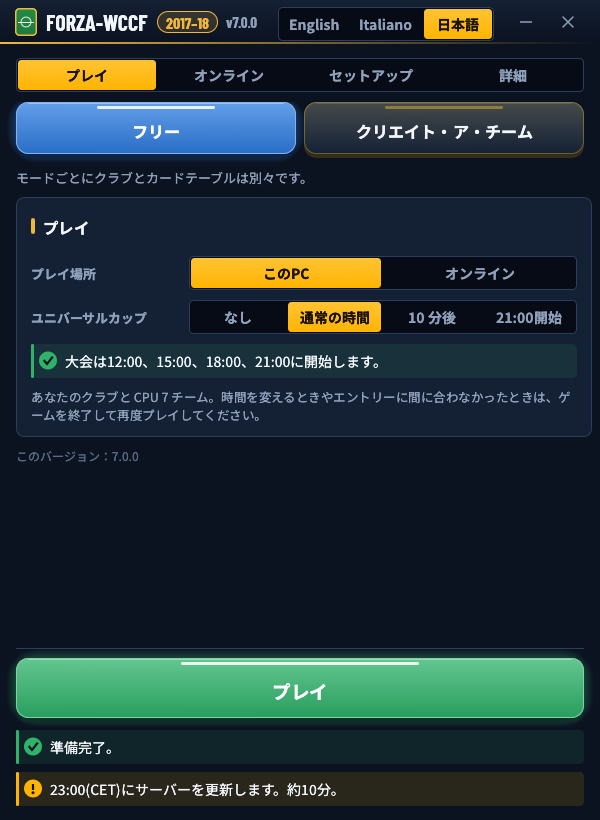 FORZA-WCCF 2017-18 v7.0.0 English Italiano 日本語
プレイ オンライン セットアップ 詳細
フリー クリエイト・ア・チーム
モードごとにクラブとカードテーブルは別々です。
プレイ
プレイ場所 このPC オンライン
ユニバーサルカップ なし 通常の時間 10 分後 21:00開始
大会は12:00、15:00、18:00、21:00に開始します。
あなたのクラブとCPU 7 チーム。時間を変えるときやエントリーに間に合わなかったときは、ゲ
ームを終了して再度プレイしてください。
このバージョン：7.0.0
プレイ
準備完了。
23:00(CET)にサーバーを更新します。約10分。